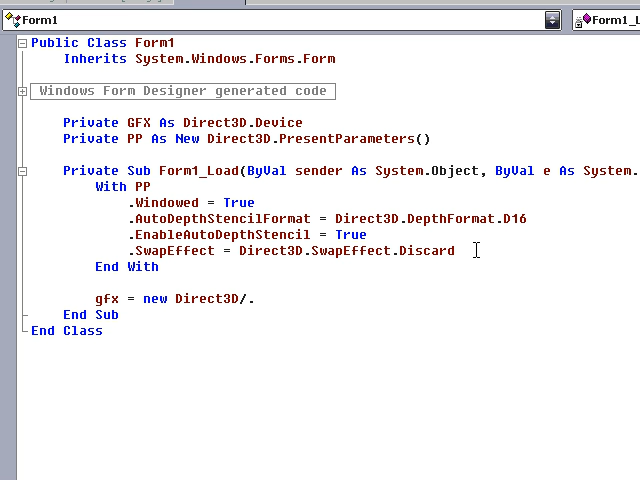 Form1
Form1_L
Public Class Form1
Inherits System.Windows.Forms.Form
Windows Form Designer generated code
Private GFX As Direct3D.Device
Private PP As New Direct3D.PresentParameters()
Private Sub Form1_Load(ByVal sender As System.Object, ByVal e As System.
With PP
.Windowed = True
.AutoDepthStencilFormat = Direct3D.DepthFormat.D16
.EnableAutoDepthStencil = True
.SwapEffect = Direct3D.SwapEffect.Discard
End With
gfx = new Direct3D/.
End Sub
End Class